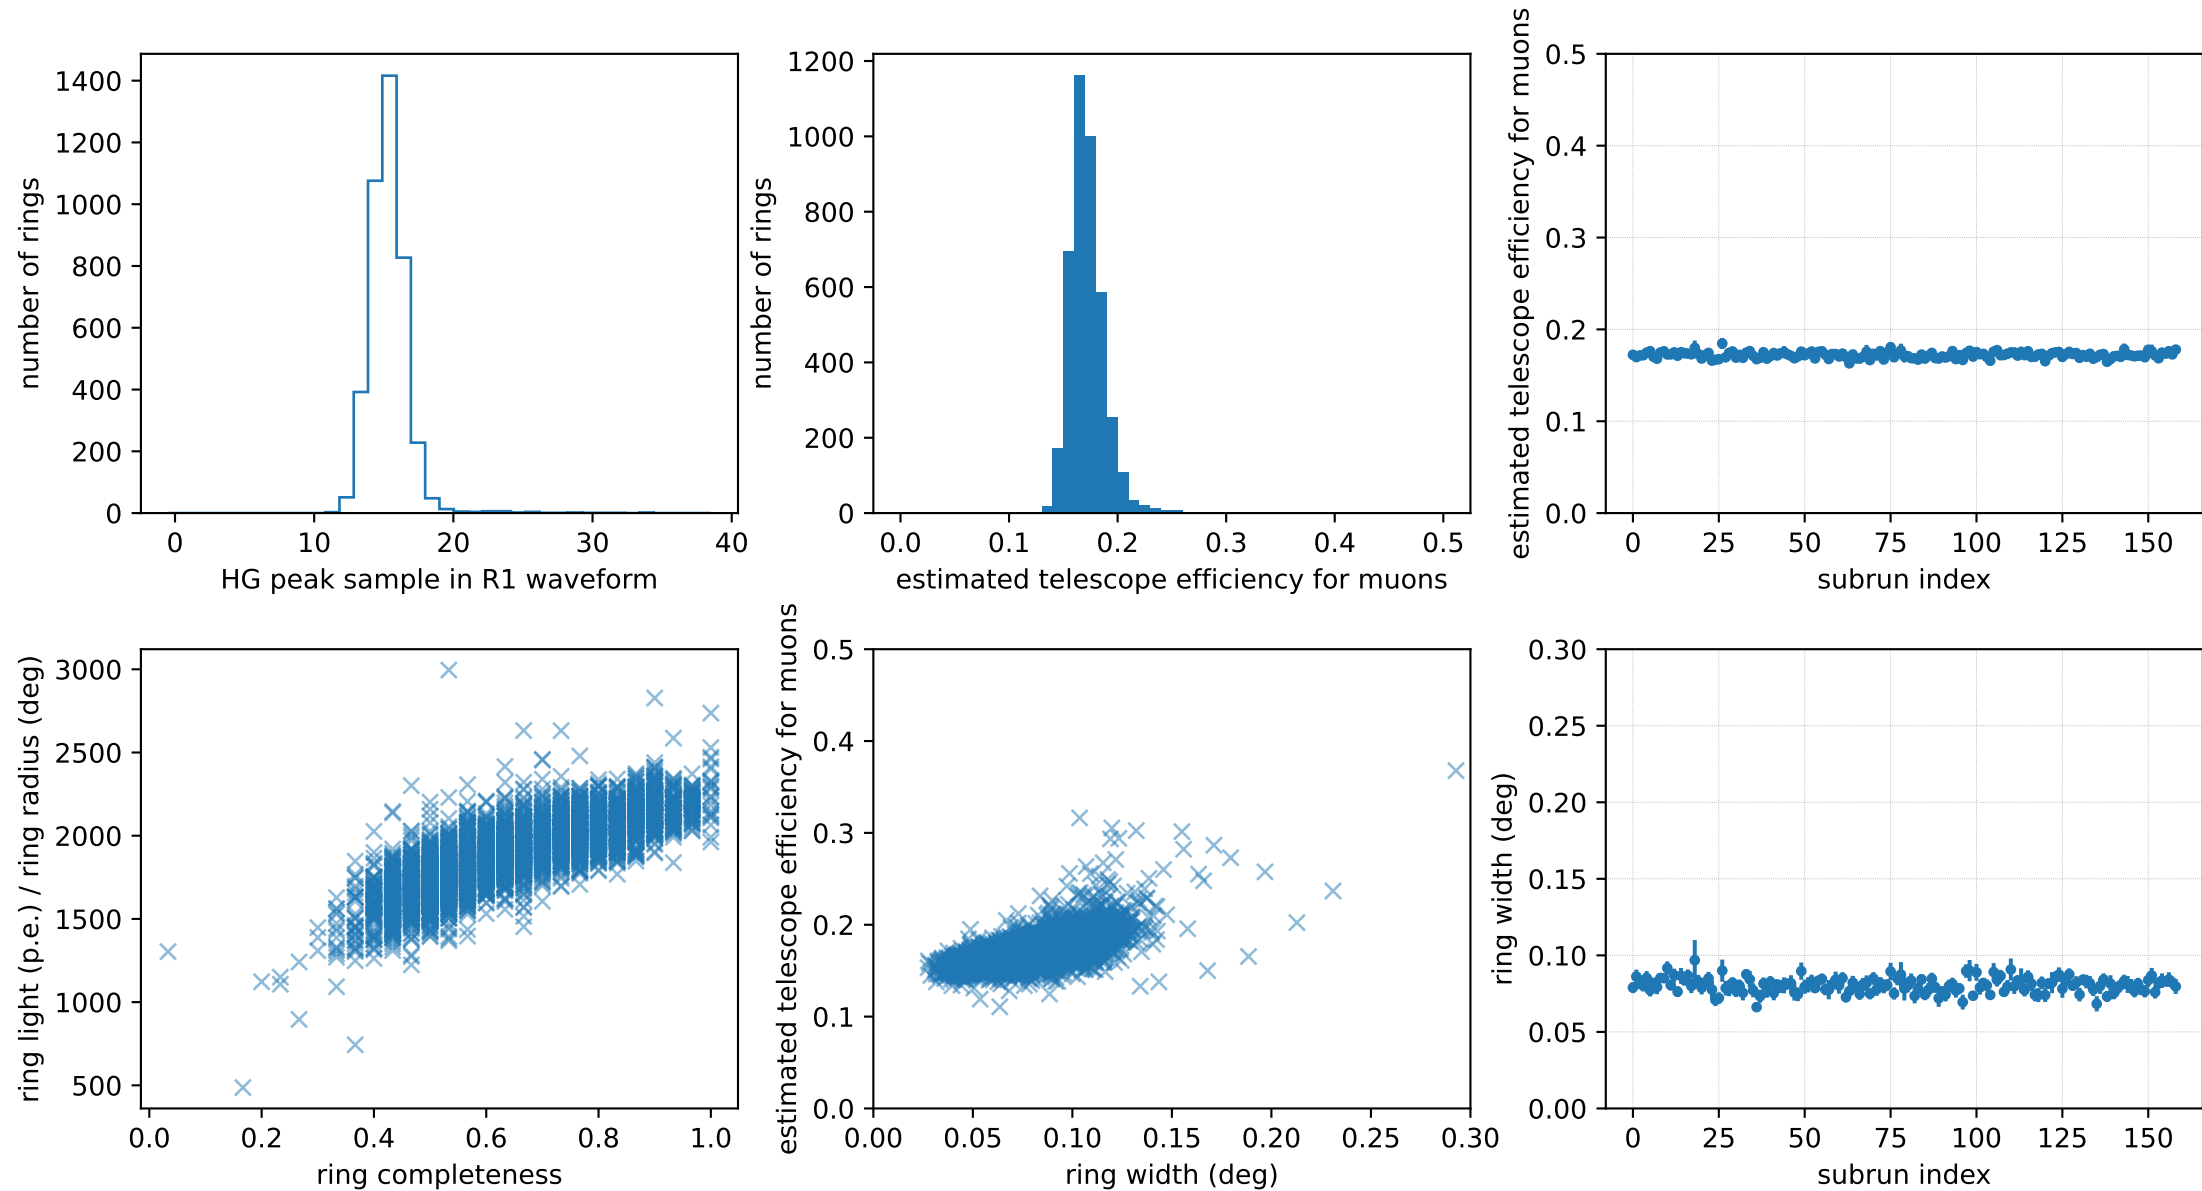 number of rings
1400
1200
1000
800
600
400
200
0
0 10 20 30 40
HG peak sample in R1 waveform
number of rings
1200
1000
800
600
400
200
0
0.0 0.1 0.2 0.3 0.4 0.5
estimated telescope efficiency for muons
estimated telescope efficiency for muons
0.5
0.4
0.3
0.2
0.1
0.0
0 25 50 75 100 125 150
subrun index
ring light (p.e.) / ring radius (deg)
3000
2500
2000
1500
1000
500
0.0 0.2 0.4 0.6 0.8 1.0
ring completeness
estimated telescope efficiency for muons
0.5
0.4
0.3
0.2
0.1
0.0
0.00 0.05 0.10 0.15 0.20 0.25 0.30
ring width (deg)
ring width (deg)
0.30
0.25
0.20
0.15
0.10
0.05
0.00
0 25 50 75 100 125 150
subrun index